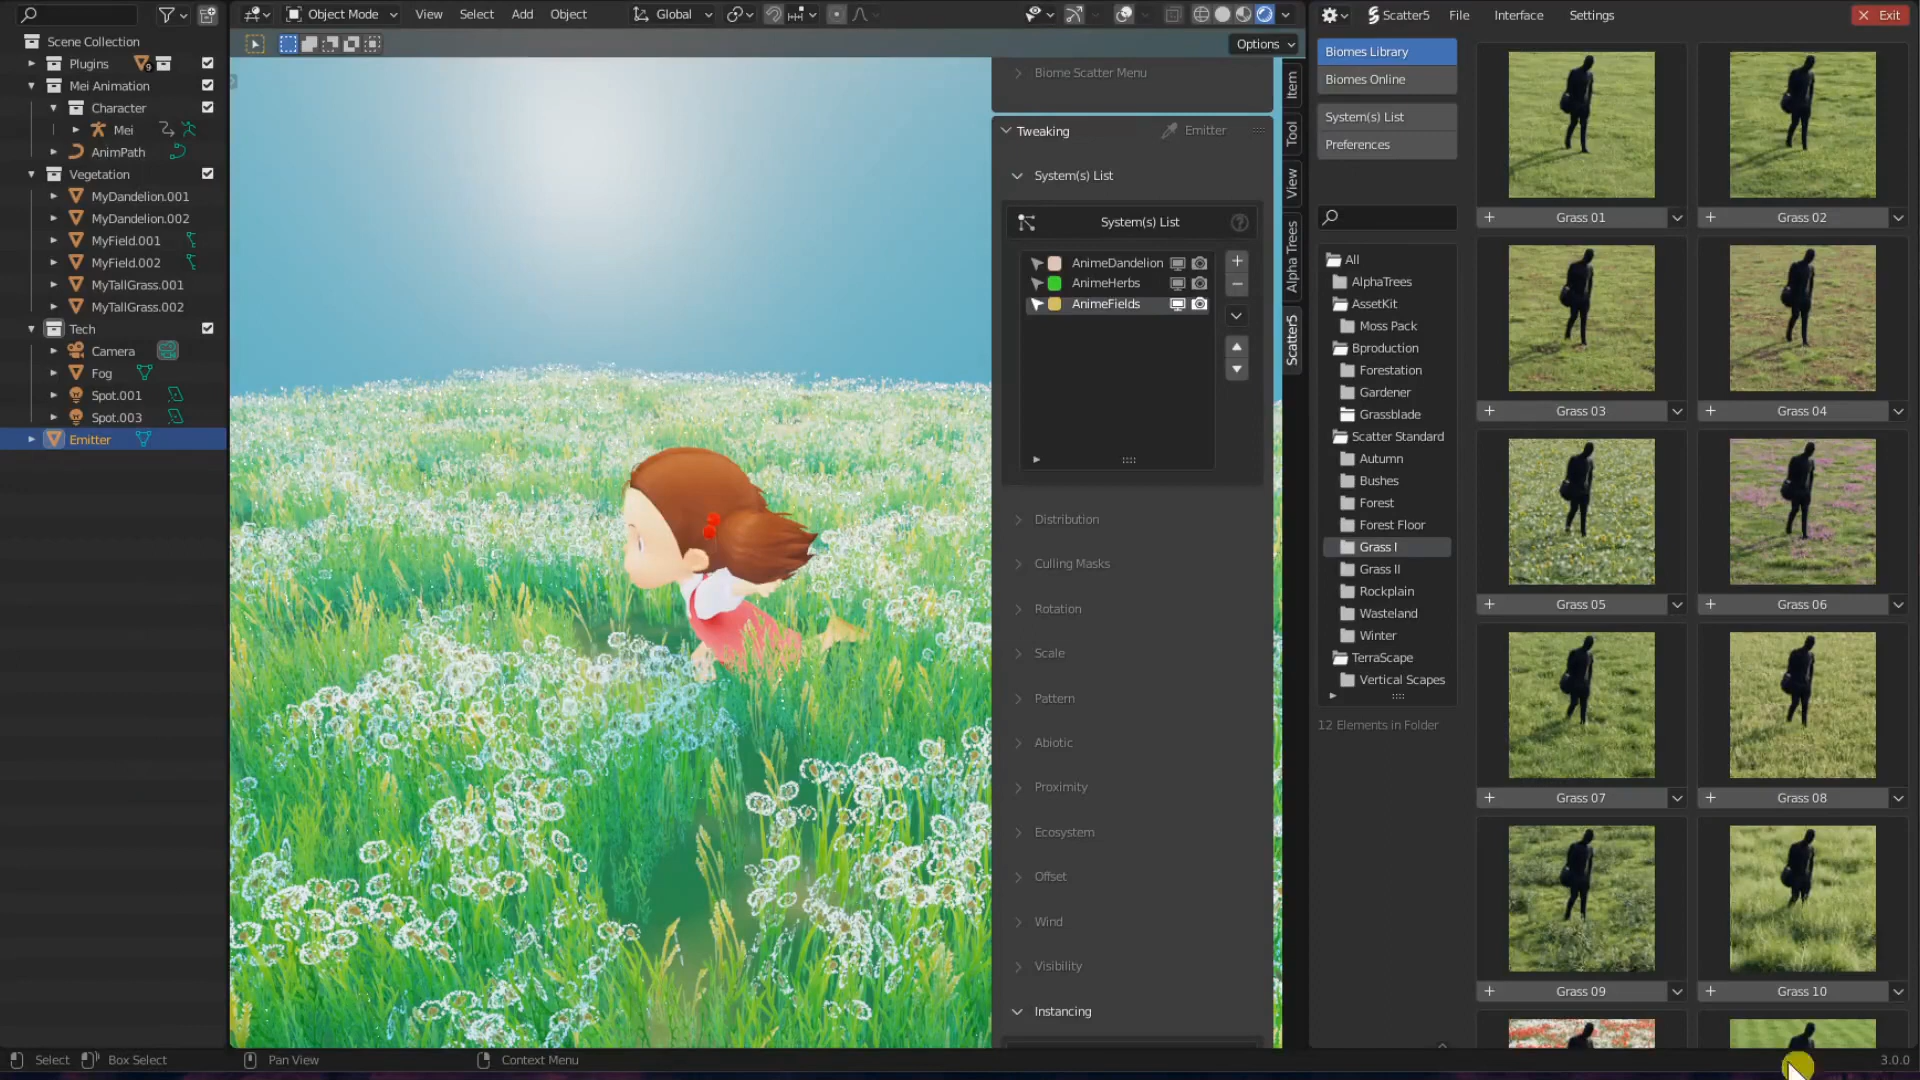 Object Mode
View
Select
Add
Object
Global
Options
Scene Collection
Plugins
9
Mei Animation
Character
Mei
AnimPath
Vegetation
MyDandelion.001
MyDandelion.002
MyField.001
MyField.002
MyTallGrass.001
MyTallGrass.002
Tech
Camera
Fog
Spot.001
Spot.003
Emitter
Biome Scatter Menu
Tweaking
Emitter
System(s) List
System(s) List
AnimeDandelion
AnimeHerbs
AnimeFields
Distribution
Culling Masks
Rotation
Scale
Pattern
Abiotic
Proximity
Ecosystem
Offset
Wind
Visibility
Instancing
Item
Tool
View
Alpha Trees
Scatter5
Scatter5
File
Interface
Settings
Exit
Biomes Library
Biomes Online
System(s) List
Preferences
All
AlphaTrees
AssetKit
Moss Pack
Bproduction
Forestation
Gardener
Grassblade
Scatter Standard
Autumn
Bushes
Forest
Forest Floor
Grass I
Grass II
Rockplain
Wasteland
Winter
TerraScape
Vertical Scapes
12 Elements in Folder
Grass 01
Grass 02
Grass 03
Grass 04
Grass 05
Grass 06
Grass 07
Grass 08
Grass 09
Grass 10
Select
Box Select
Pan View
Context Menu
3.0.0